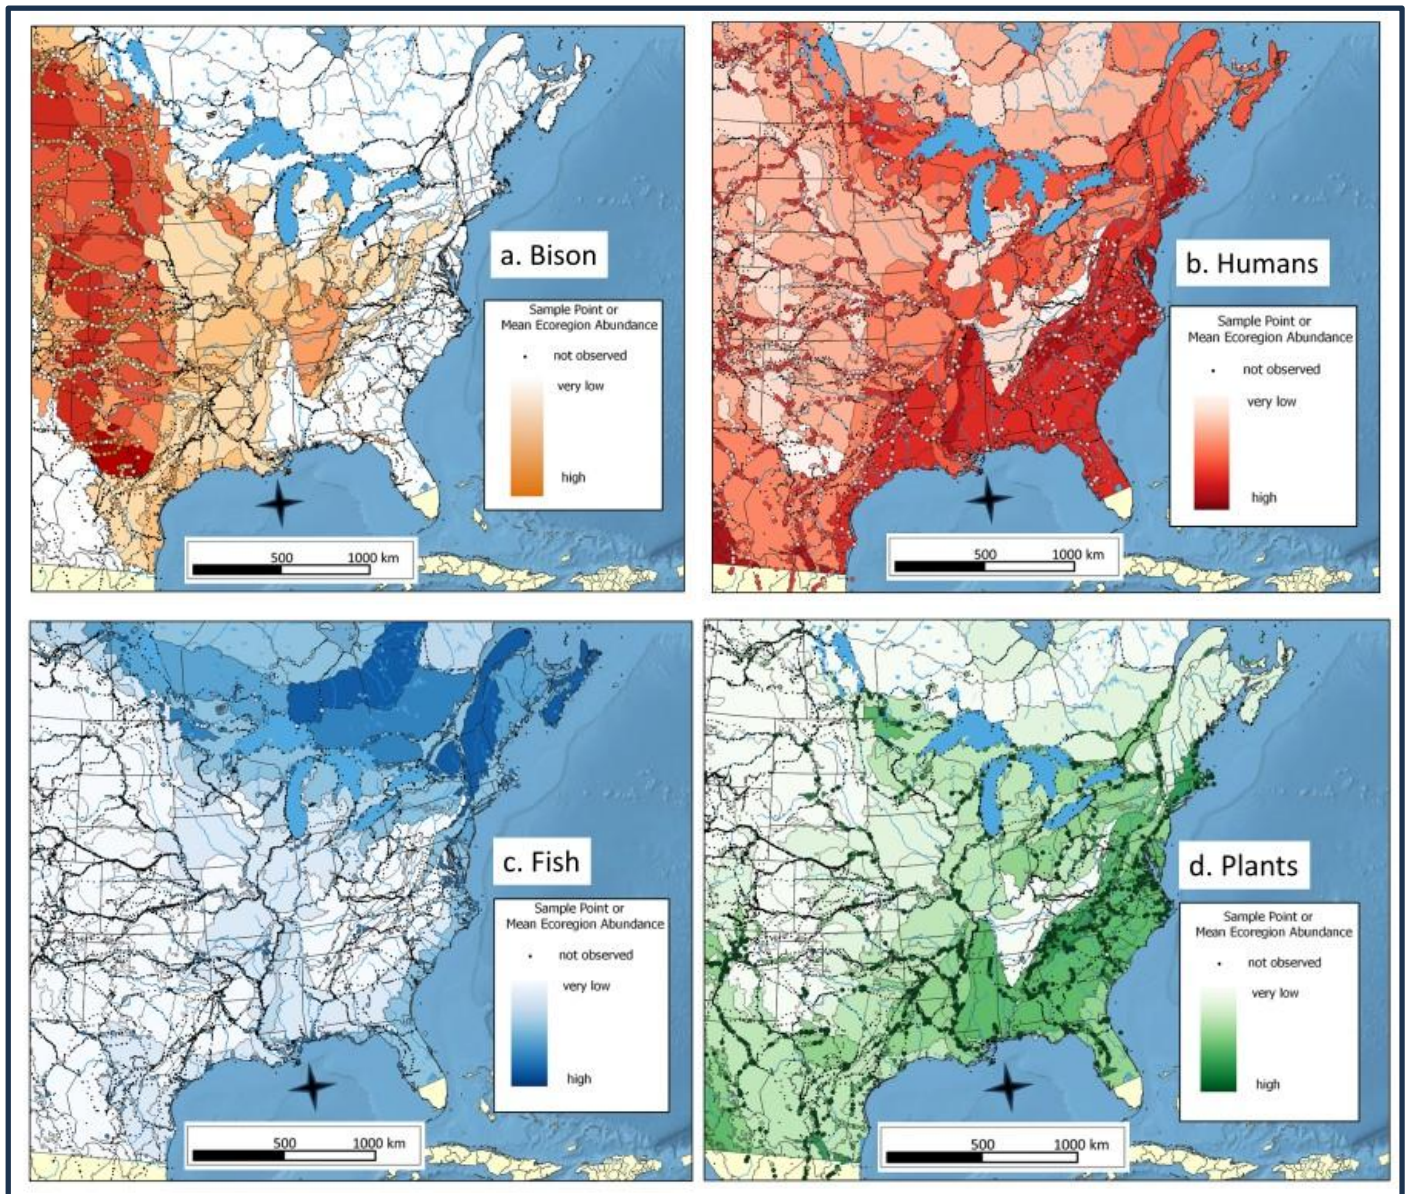 a. Bison
Sample Point or
Mean Ecoregion Abundance
not observed
very low
high
500
1000 km
b. Humans
Sample Point or
Mean Ecoregion Abundance
not observed
very low
high
500
1000 km
c. Fish
Sample Point or
Mean Ecoregion Abundance
not observed
very low
high
500
1000 km
d. Plants
Sample Point or
Mean Ecoregion Abundance
not observed
very low
high
500
1000 km